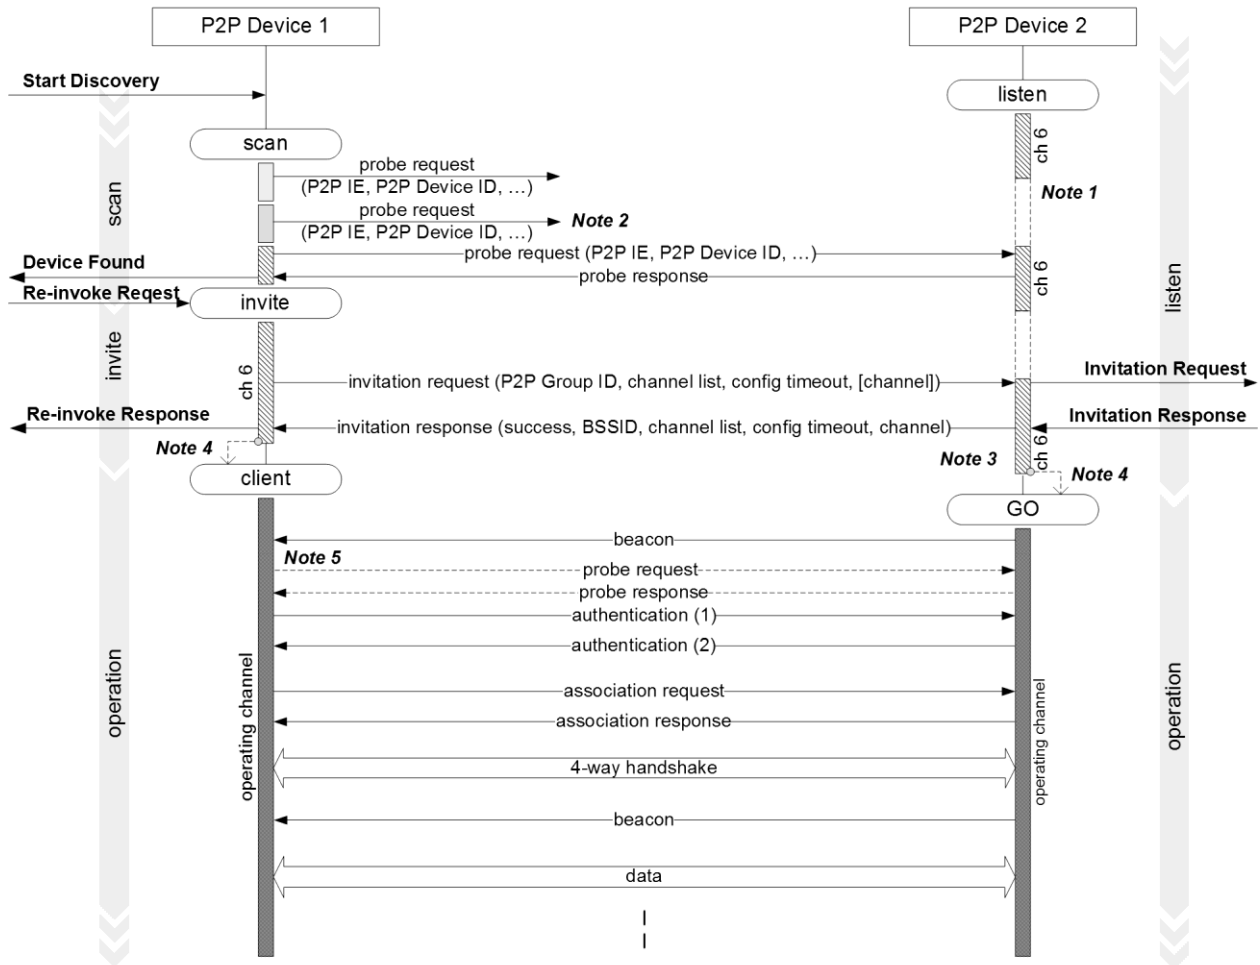 P2P Device 1
P2P Device 2
Start Discovery
listen
scan
ch 6
probe request
(P2P IE, P2P Device ID, …)
Note 1
scan
probe request
Note 2
(P2P IE, P2P Device ID, …)
probe request (P2P IE, P2P Device ID, …)
Device Found
probe response
ch 6
Re-invoke Reqest
invite
listen
invite
ch 6
invitation request (P2P Group ID, channel list, config timeout, [channel])
Invitation Request
Re-invoke Response
invitation response (success, BSSID, channel list, config timeout, channel)
Invitation Response
Note 4
Note 3
ch 6
Note 4
client
GO
beacon
Note 5
probe request
probe response
authentication (1)
authentication (2)
operation
operating channel
association request
operating channel
operation
association response
4-way handshake
beacon
data